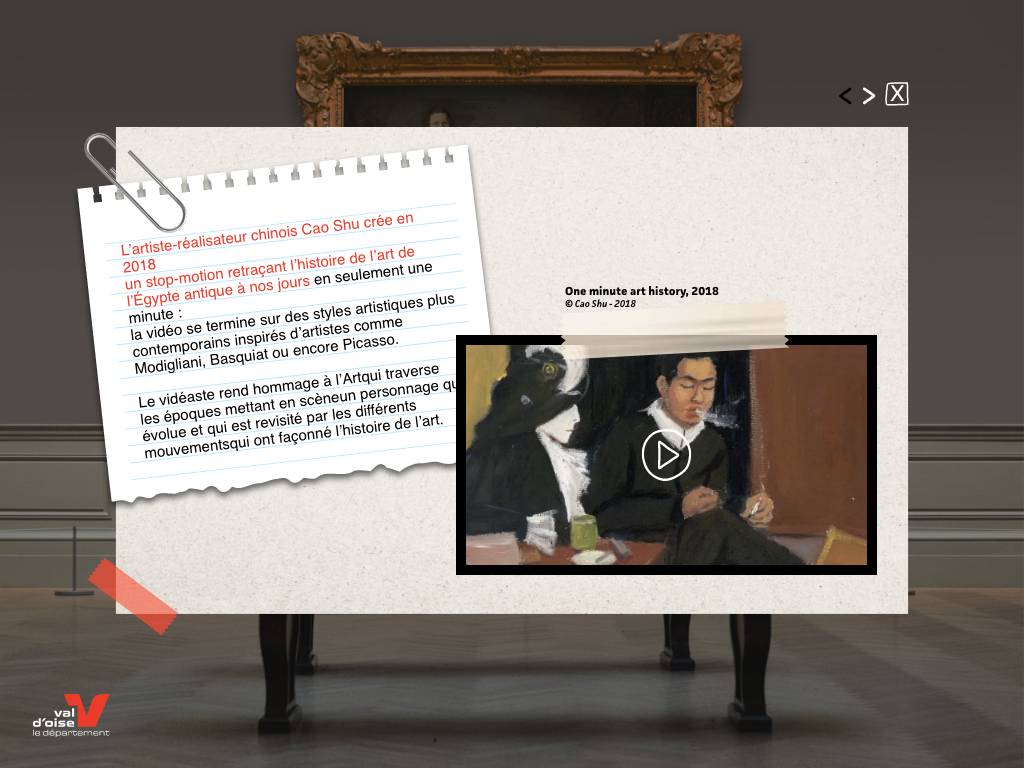 X
L'artiste-réalisateur chinois Cao Shu crée en
2018
un stop-motion retraçant l'histoire de l'art de
l'Égypte antique à nos jours en seulement une
minute :
la vidéo se termine sur des styles artistiques plus
contemporains inspirés d'artistes comme
Modigliani, Basquiat ou encore Picasso.
Le vidéaste rend hommage à l'Artqui traverse
les époques mettant en scèneun personnage qu
évolue et qui est revisité par les différents
mouvementsqui ont façonné l'histoire de l'art.
One minute art history, 2018
© Cao Shu - 2018
val
d'oise
le département